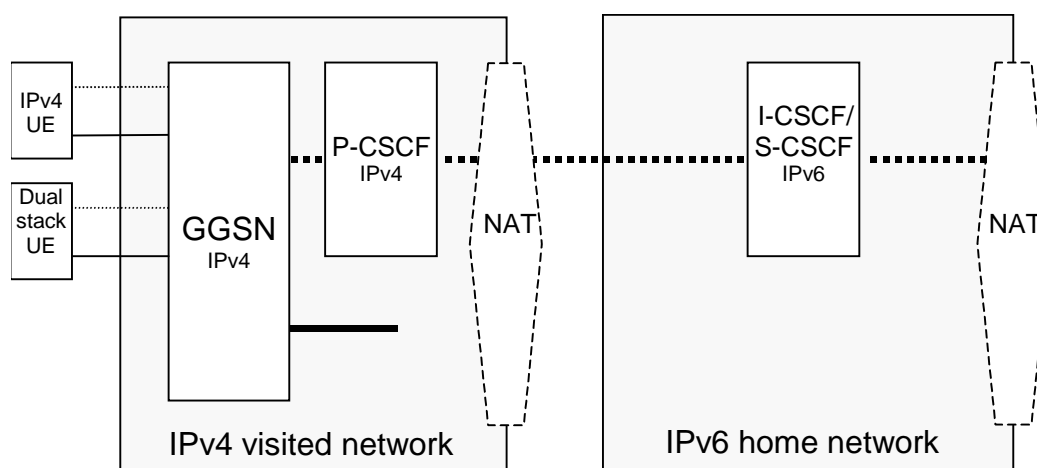 IPv4
UE
Dual
stack
UE
GGSN
IPv4
P-CSCF
IPv4
NAT
I-CSCF/
S-CSCF
IPv6
NAT
IPv4 visited network
IPv6 home network